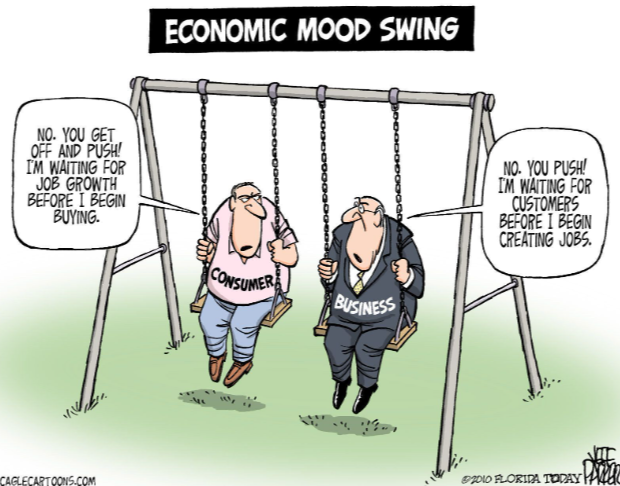 ECONOMIC MOOD SWING
NO. YOU GET
OFF AND PUSH!
I'M WAITING FOR
JOB GROWTH
BEFORE I BEGIN
BUYING.
NO. YOU PUSH!
I'M WAITING FOR
CUSTOMERS
BEFORE I BEGIN
CREATING JOBS.
CONSUMER
BUSINESS
CAGLECARTOONS.COM
©2010 FLORIDA TODAY
JEFF
PARKER